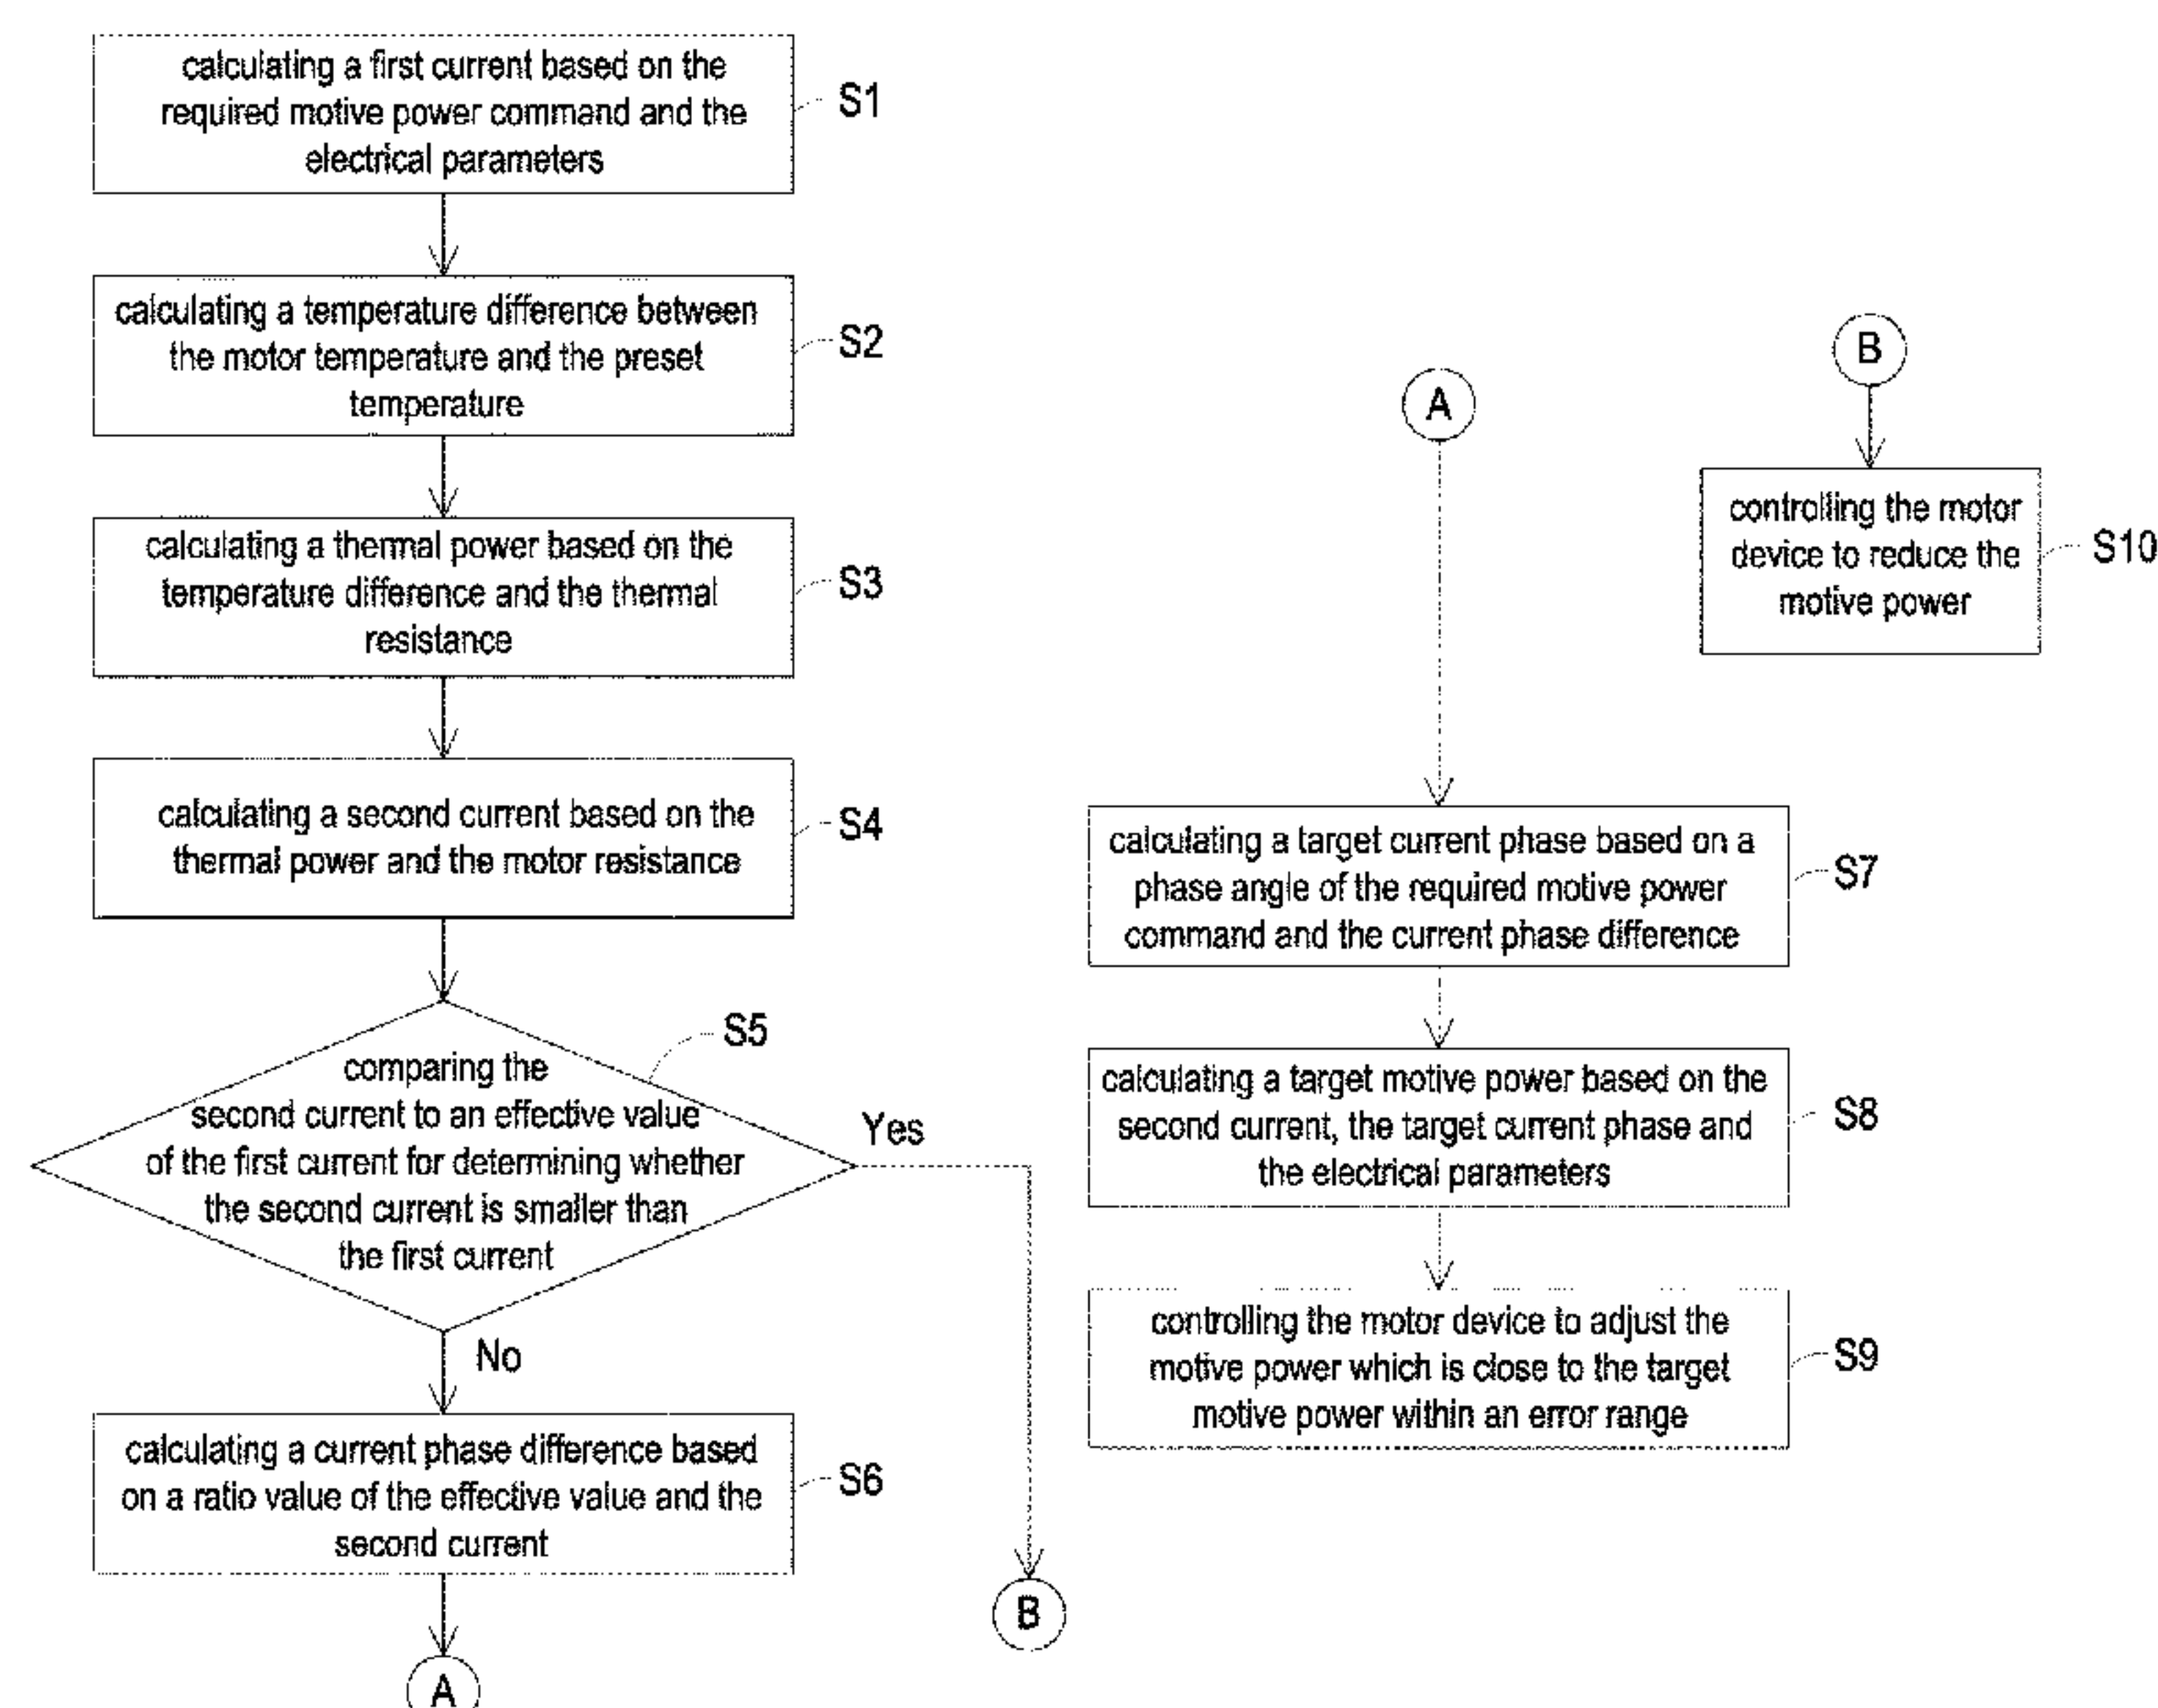 calculating a first current based on the
required motive power command and the
electrical parameters
S1
calculating a temperature difference between
the motor temperature and the preset
temperature
S2
calculating a thermal power based on the
temperature difference and the thermal
resistance
S3
calculating a second current based on the
thermal power and the motor resistance
S4
comparing the
second current to an effective value
of the first current for determining whether
the second current is smaller than
the first current
S5
Yes
No
calculating a current phase difference based
on a ratio value of the effective value and the
second current
S6
A
B
A
calculating a target current phase based on a
phase angle of the required motive power
command and the current phase difference
S7
calculating a target motive power based on the
second current, the target current phase and
the electrical parameters
S8
controlling the motor device to adjust the
motive power which is close to the target
motive power within an error range
S9
B
controlling the motor
device to reduce the
motive power
S10